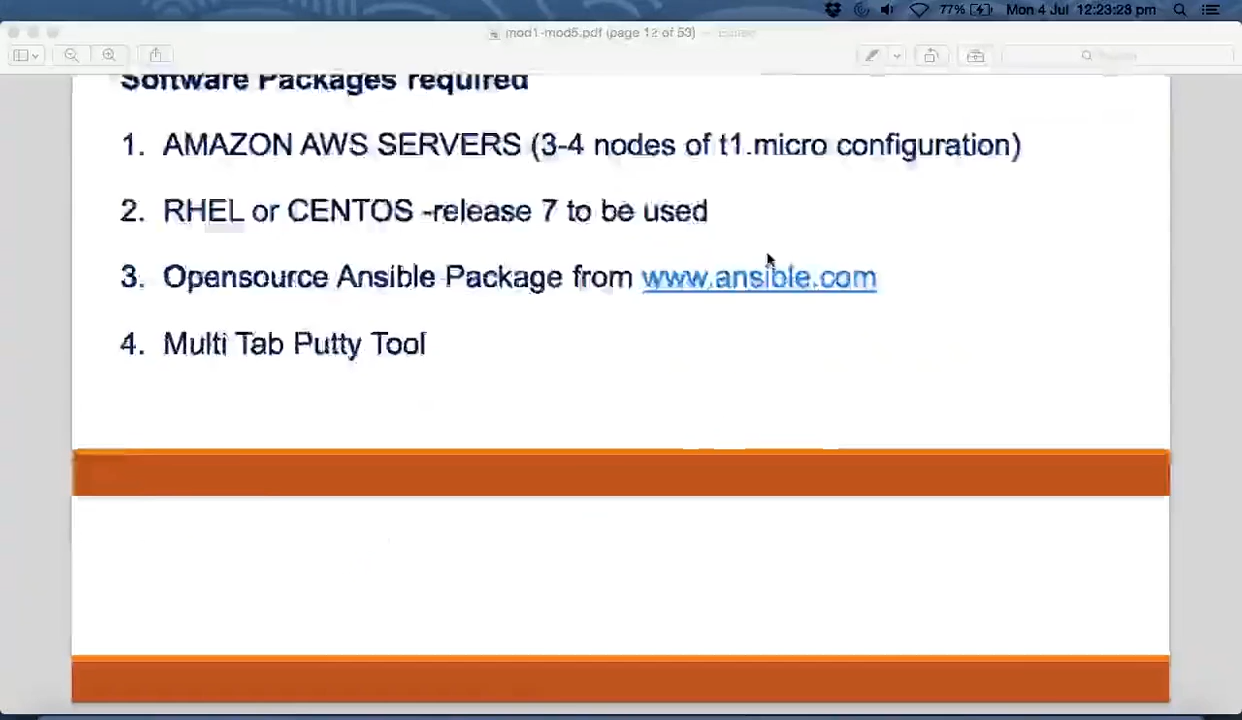 77% Mon 4 Jul 12:23:28 pm
mod1-mod5.pdf (page 12 of 53)
Software Packages required
1. AMAZON AWS SERVERS (3-4 nodes of t1.micro configuration)
2. RHEL or CENTOS -release 7 to be used
3. Opensource Ansible Package from www.ansible.com
4. Multi Tab Putty Tool